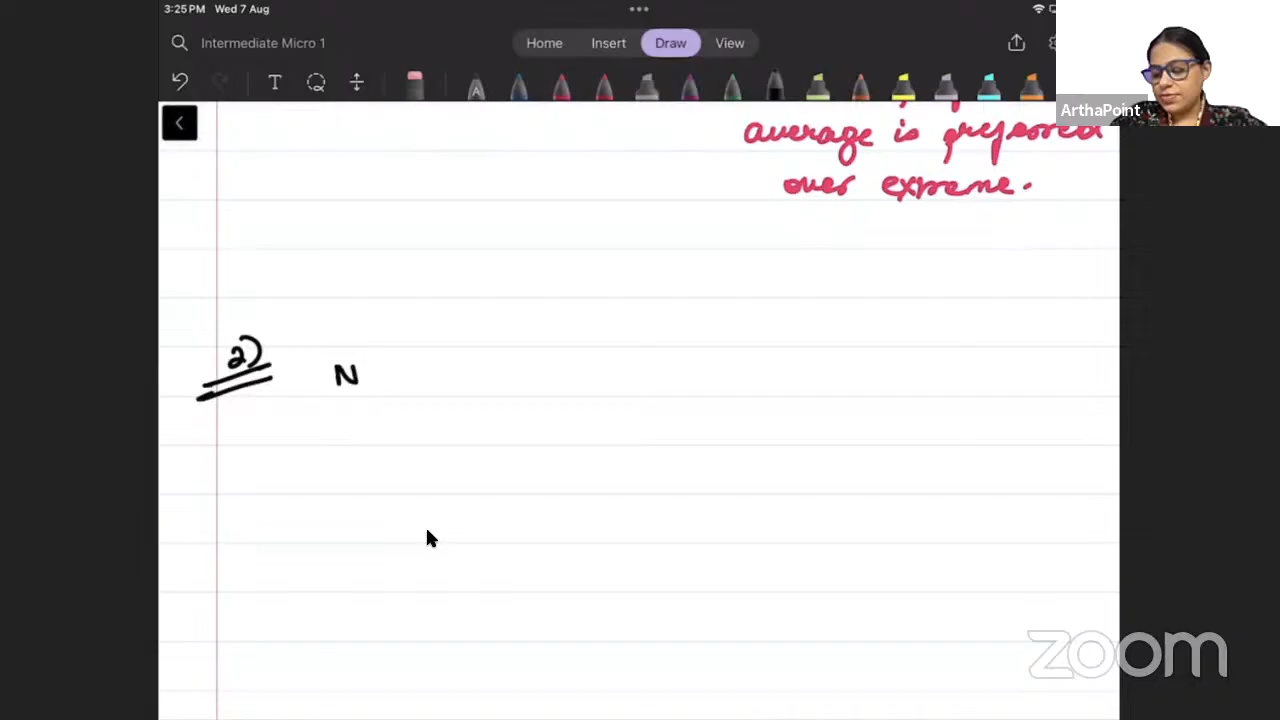 3:25 PM Wed 7 Aug
Intermediate Micro 1
Home Insert Draw View
T
A
ArthaPoint
average is preferred
over extreme.
2) N
zoom